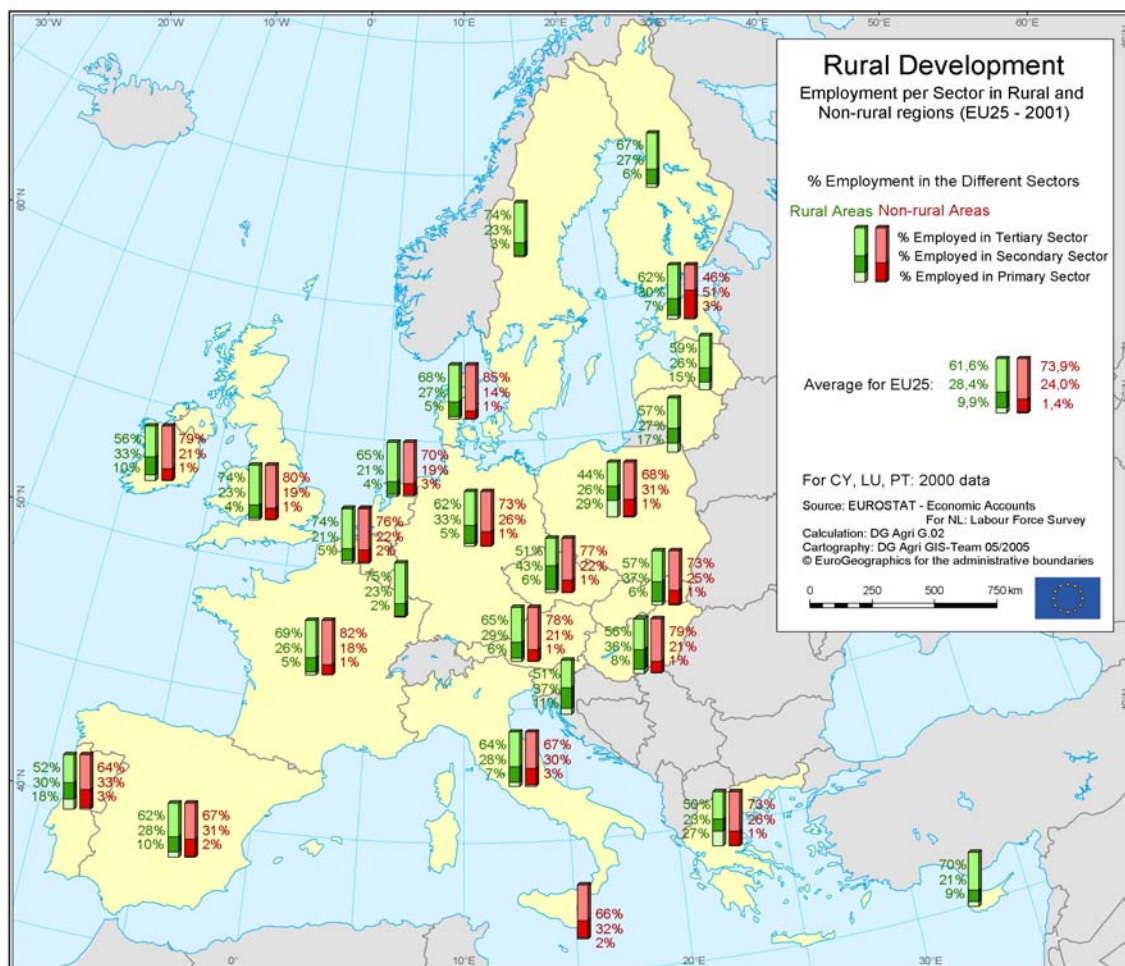 30°W
20°W
10°W
0°
10°E
20°E
30°E
40°E
50°E
60°E
60°N
50°N
40°N
0°
10°E
20°E
30°E
Rural Development
Employment per Sector in Rural and
Non-rural regions (EU25 - 2001)
% Employment in the Different Sectors
Rural Areas Non-rural Areas
% Employed in Tertiary Sector
% Employed in Secondary Sector
% Employed in Primary Sector
61,6% 73,9%
Average for EU25: 28,4% 24,0%
9,9% 1,4%
For CY, LU, PT: 2000 data
Source: EUROSTAT - Economic Accounts
For NL: Labour Force Survey
Calculation: DG Agri G.02
Cartography: DG Agri GIS-Team 05/2005
© EuroGeographics for the administrative boundaries
0 250 500 750 km
67%
27%
6%
74%
23%
3%
62% 46%
30% 51%
7% 3%
59%
26%
15%
68% 85%
27% 14%
5% 1%
57%
27%
17%
56% 79%
33% 21%
10% 1%
74% 80%
23% 19%
4% 1%
65% 70%
21% 19%
4% 3%
62% 73%
33% 26%
5% 1%
44% 68%
26% 31%
29% 1%
74% 76%
21% 22%
5% 2%
75%
23%
2%
51% 77%
43% 22%
6% 1%
57% 73%
37% 25%
6% 1%
69% 82%
26% 18%
5% 1%
65% 78%
29% 21%
6% 1%
56% 79%
36% 21%
8% 1%
51%
37%
11%
64% 67%
28% 30%
7% 3%
52% 64%
30% 33%
18% 3%
62% 67%
28% 31%
10% 2%
50% 73%
23% 26%
27% 1%
70%
21%
9%
66%
32%
2%